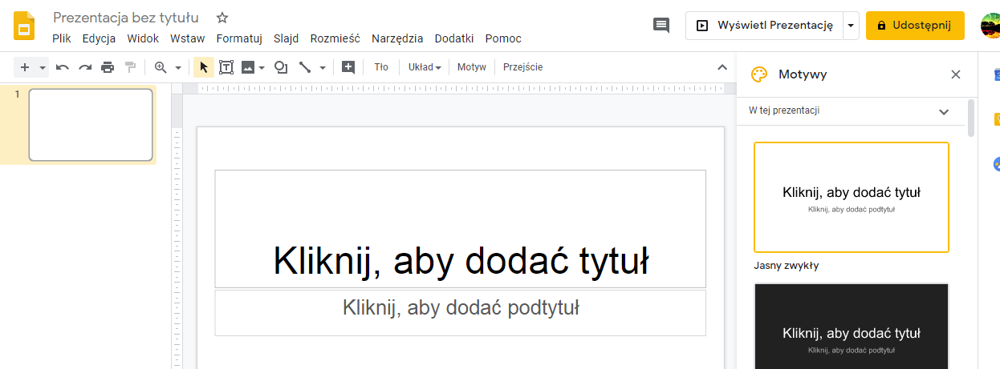 Prezentacja bez tytułu
Plik Edycja Widok Wstaw Formatuj Slajd Rozmieść Narzędzia Dodatki Pomoc
Wyświetl Prezentację
Udostępnij
Tło Układ Motyw Przejście
1
Kliknij, aby dodać tytuł
Kliknij, aby dodać podtytuł
Motywy
W tej prezentacji
Kliknij, aby dodać tytuł
Kliknij, aby dodać podtytuł
Jasny zwykły
Kliknij, aby dodać tytuł
Kliknij, aby dodać podtytuł